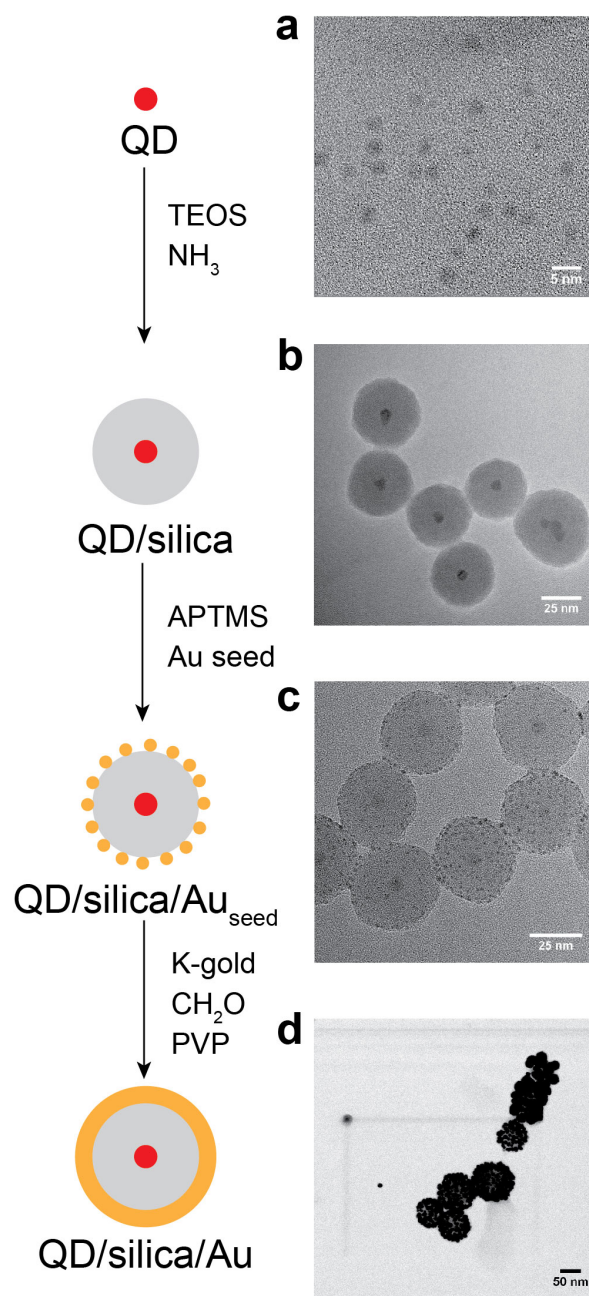 a
QD
TEOS
NH₃
5 nm
b
QD/silica
25 nm
APTMS
Au seed
c
QD/silica/Au_seed
25 nm
K-gold
CH₂O
PVP
d
QD/silica/Au
50 nm